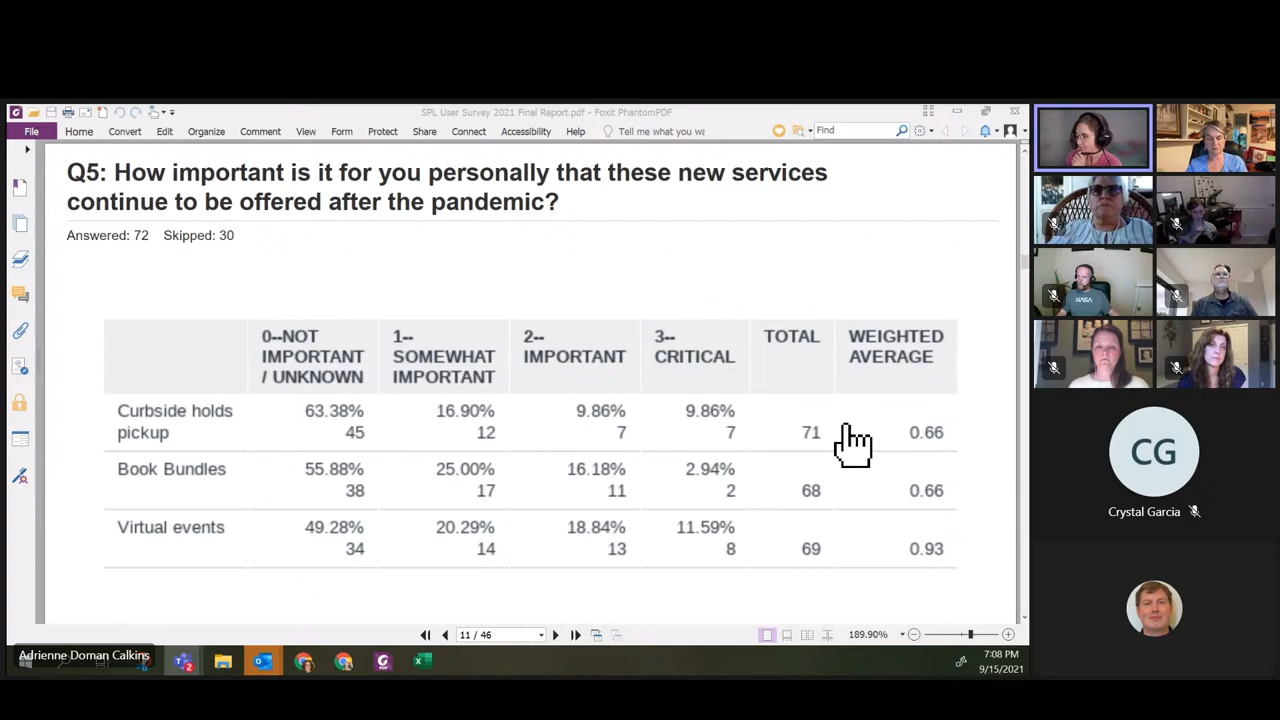 SPL User Survey 2021 Final Report.pdf - Foxit PhantomPDF
File Home Convert Edit Organize Comment View Form Protect Share Connect Accessibility Help Tell me what you wa Find
Q5: How important is it for you personally that these new services
continue to be offered after the pandemic?
Answered: 72 Skipped: 30
0--NOT IMPORTANT / UNKNOWN 1--SOMEWHAT IMPORTANT 2--IMPORTANT 3--CRITICAL TOTAL WEIGHTED AVERAGE
Curbside holds pickup 63.38% 45 16.90% 12 9.86% 7 9.86% 7 71 0.66
Book Bundles 55.88% 38 25.00% 17 16.18% 11 2.94% 2 68 0.66
Virtual events 49.28% 34 20.29% 14 18.84% 13 11.59% 8 69 0.93
11 / 46 189.90%
Adrienne Doman Calkins
7:08 PM
9/15/2021
NASA
CG
Crystal Garcia